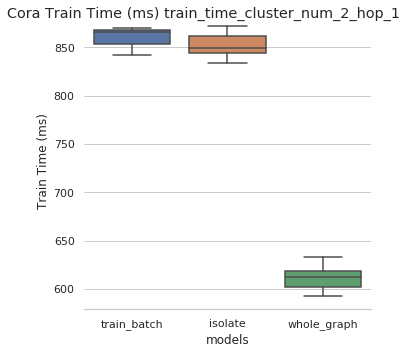 Cora Train Time (ms) train_time_cluster_num_2_hop_1
850
800
750
700
650
600
Train Time (ms)
train_batch isolate whole_graph
models